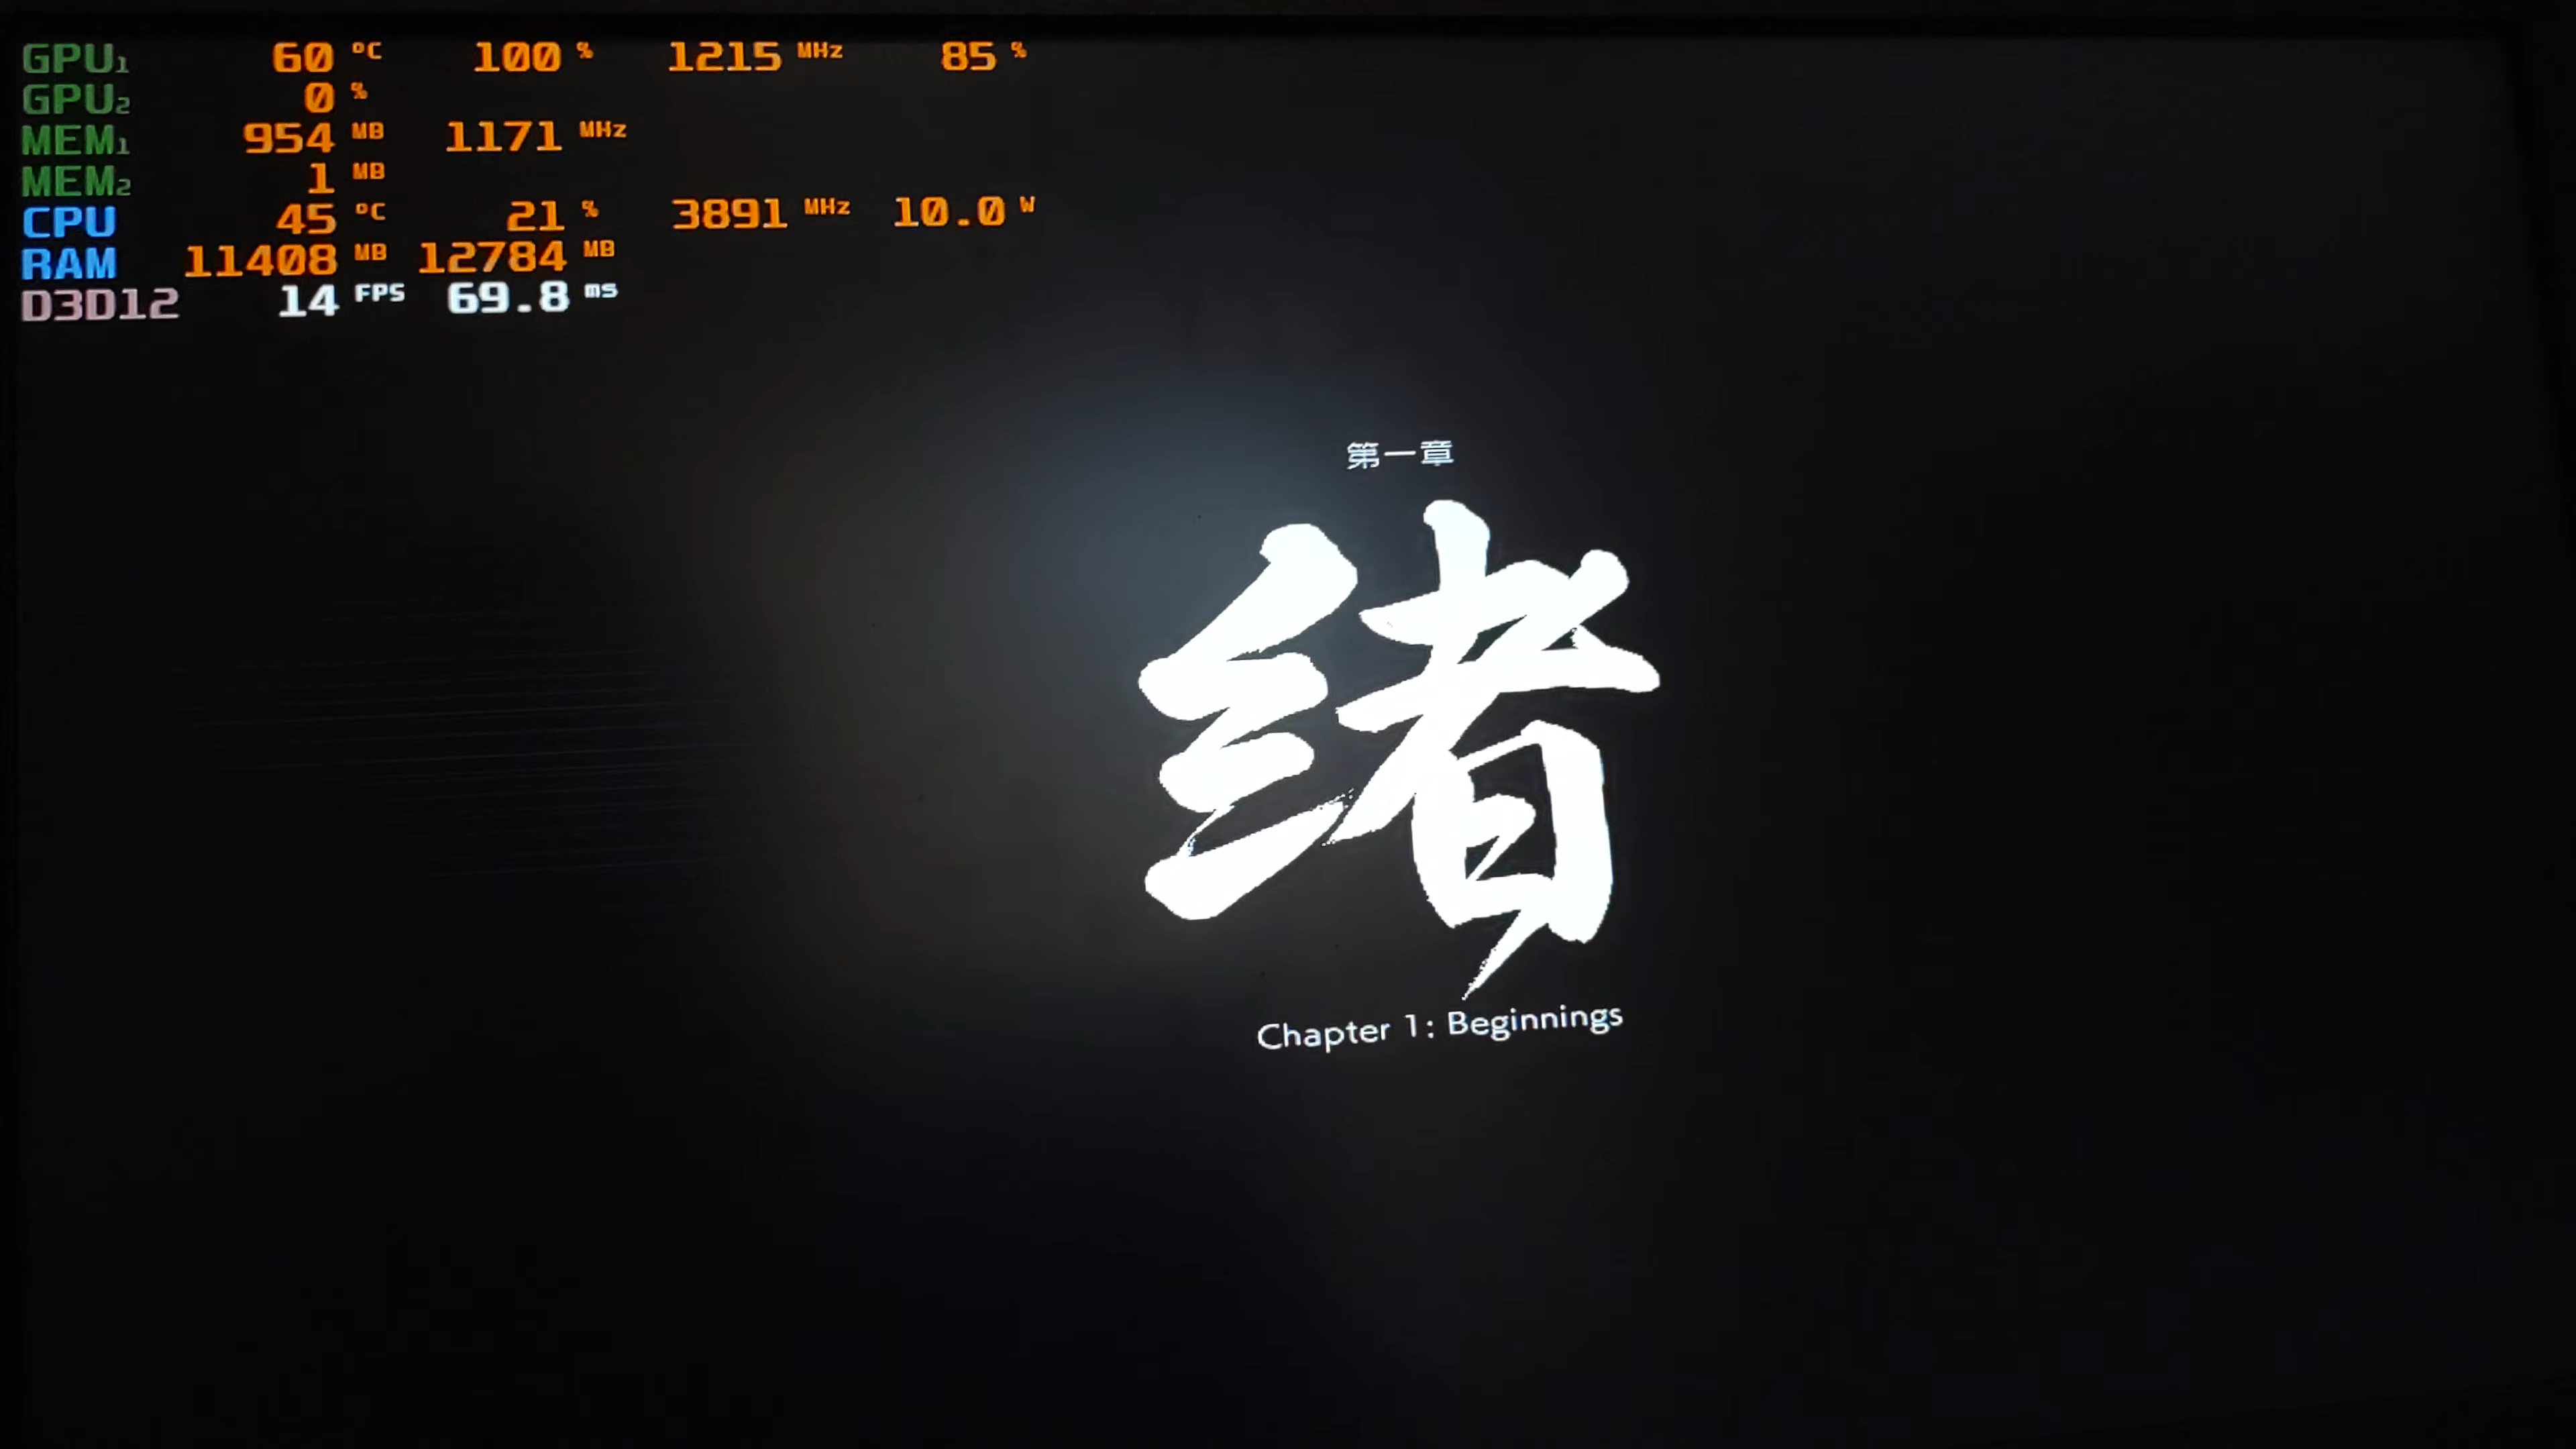 GPU1 60 °C 100 % 1215 MHz 85 %
GPU2 0 %
MEM1 954 MB 1171 MHz
MEM2 1 MB
CPU 45 °C 21 % 3891 MHz 10.0 W
RAM 11408 MB 12784 MB
D3D12 14 FPS 69.8 ms
第一章
绪
Chapter 1: Beginnings